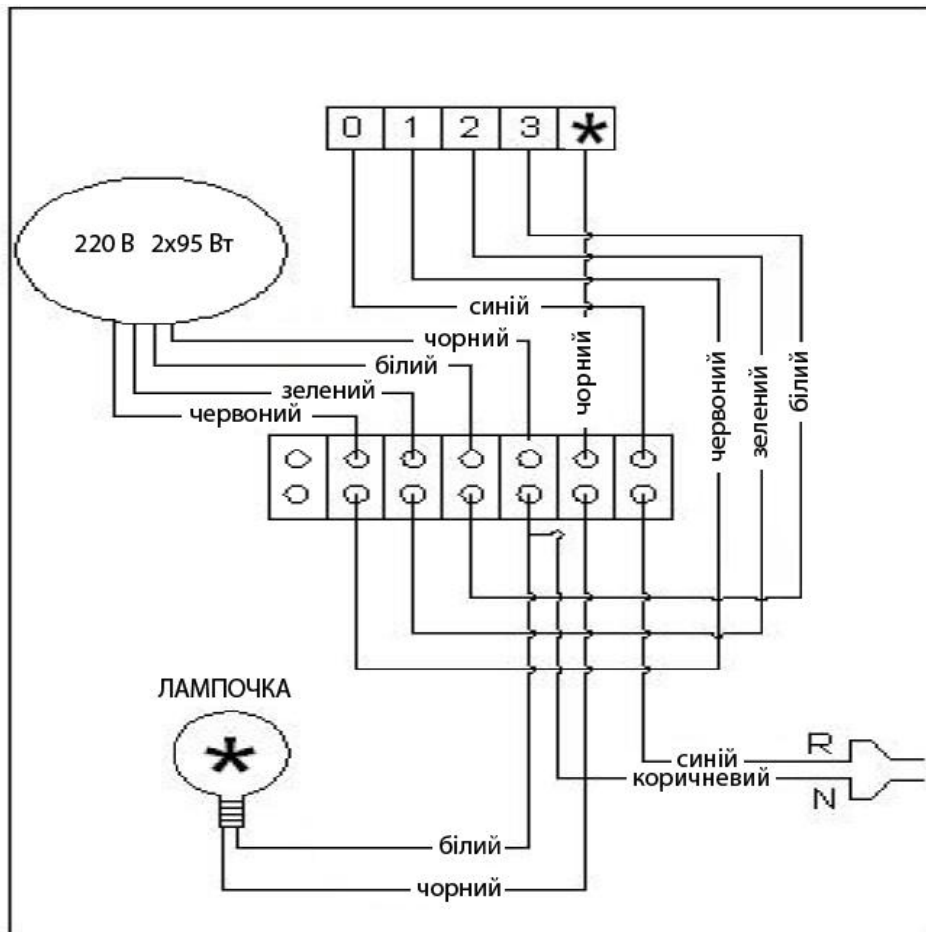 0 1 2 3 *
220 В 2х95 Вт
синій
чорний
білий
зелений
червоний
чорний
червоний
зелений
білий
ЛАМПОЧКА
*
R
синій
коричневий
N
білий
чорний